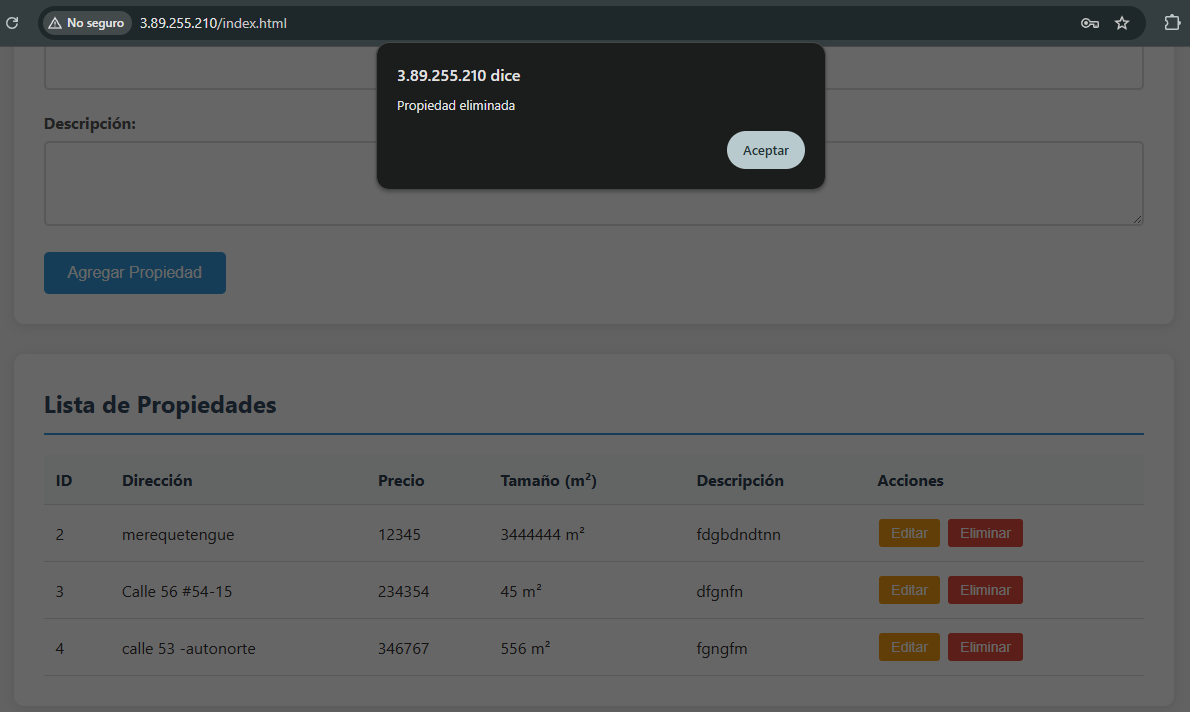 No seguro 3.89.255.210/index.html
3.89.255.210 dice
Propiedad eliminada
Aceptar
Descripción:
Agregar Propiedad
Lista de Propiedades
ID Dirección Precio Tamaño (m²) Descripción Acciones
2 merequetengue 12345 3444444 m² fdgbdndtnn Editar Eliminar
3 Calle 56 #54-15 234354 45 m² dfgnfn Editar Eliminar
4 calle 53 -autonorte 346767 556 m² fgngfm Editar Eliminar